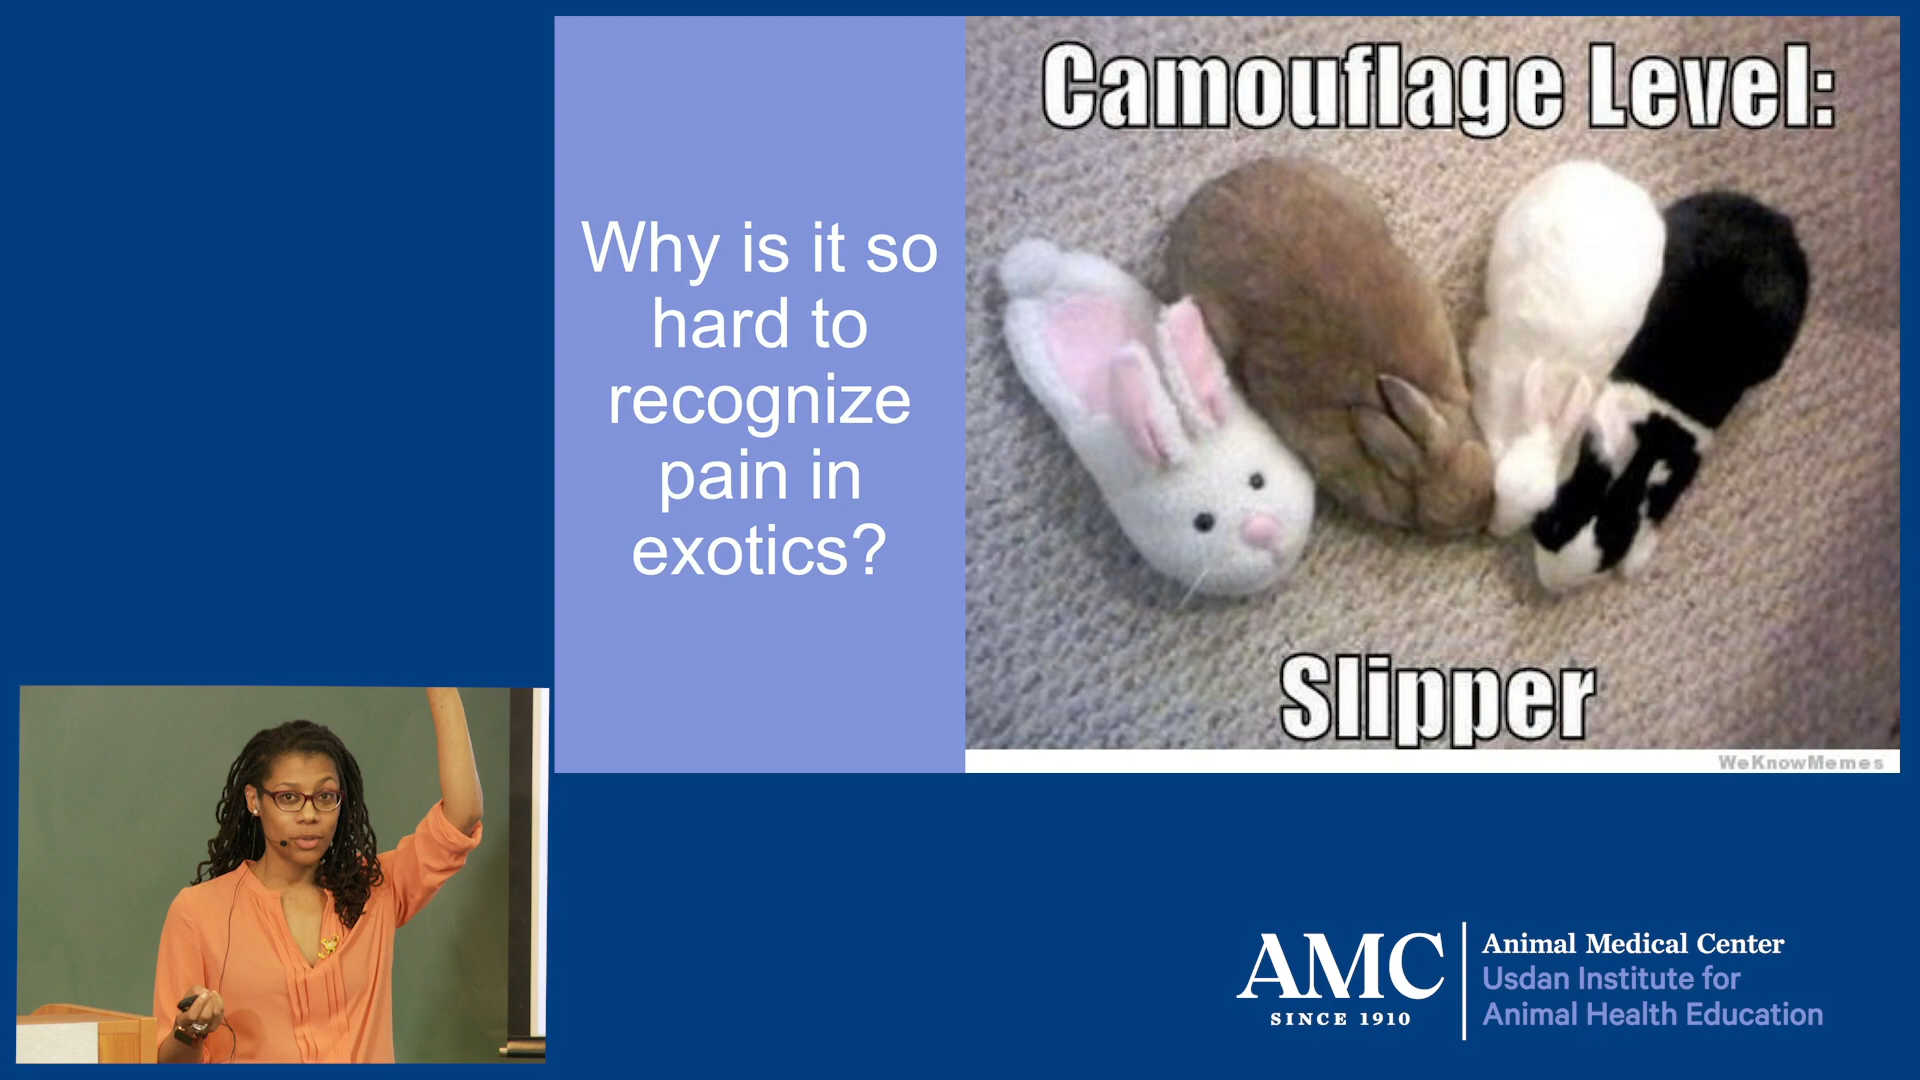 Why is it so
hard to
recognize
pain in
exotics?
Camouflage Level:
Slipper
WeKnowMemes
AMC
SINCE 1910
Animal Medical Center
Usdan Institute for
Animal Health Education